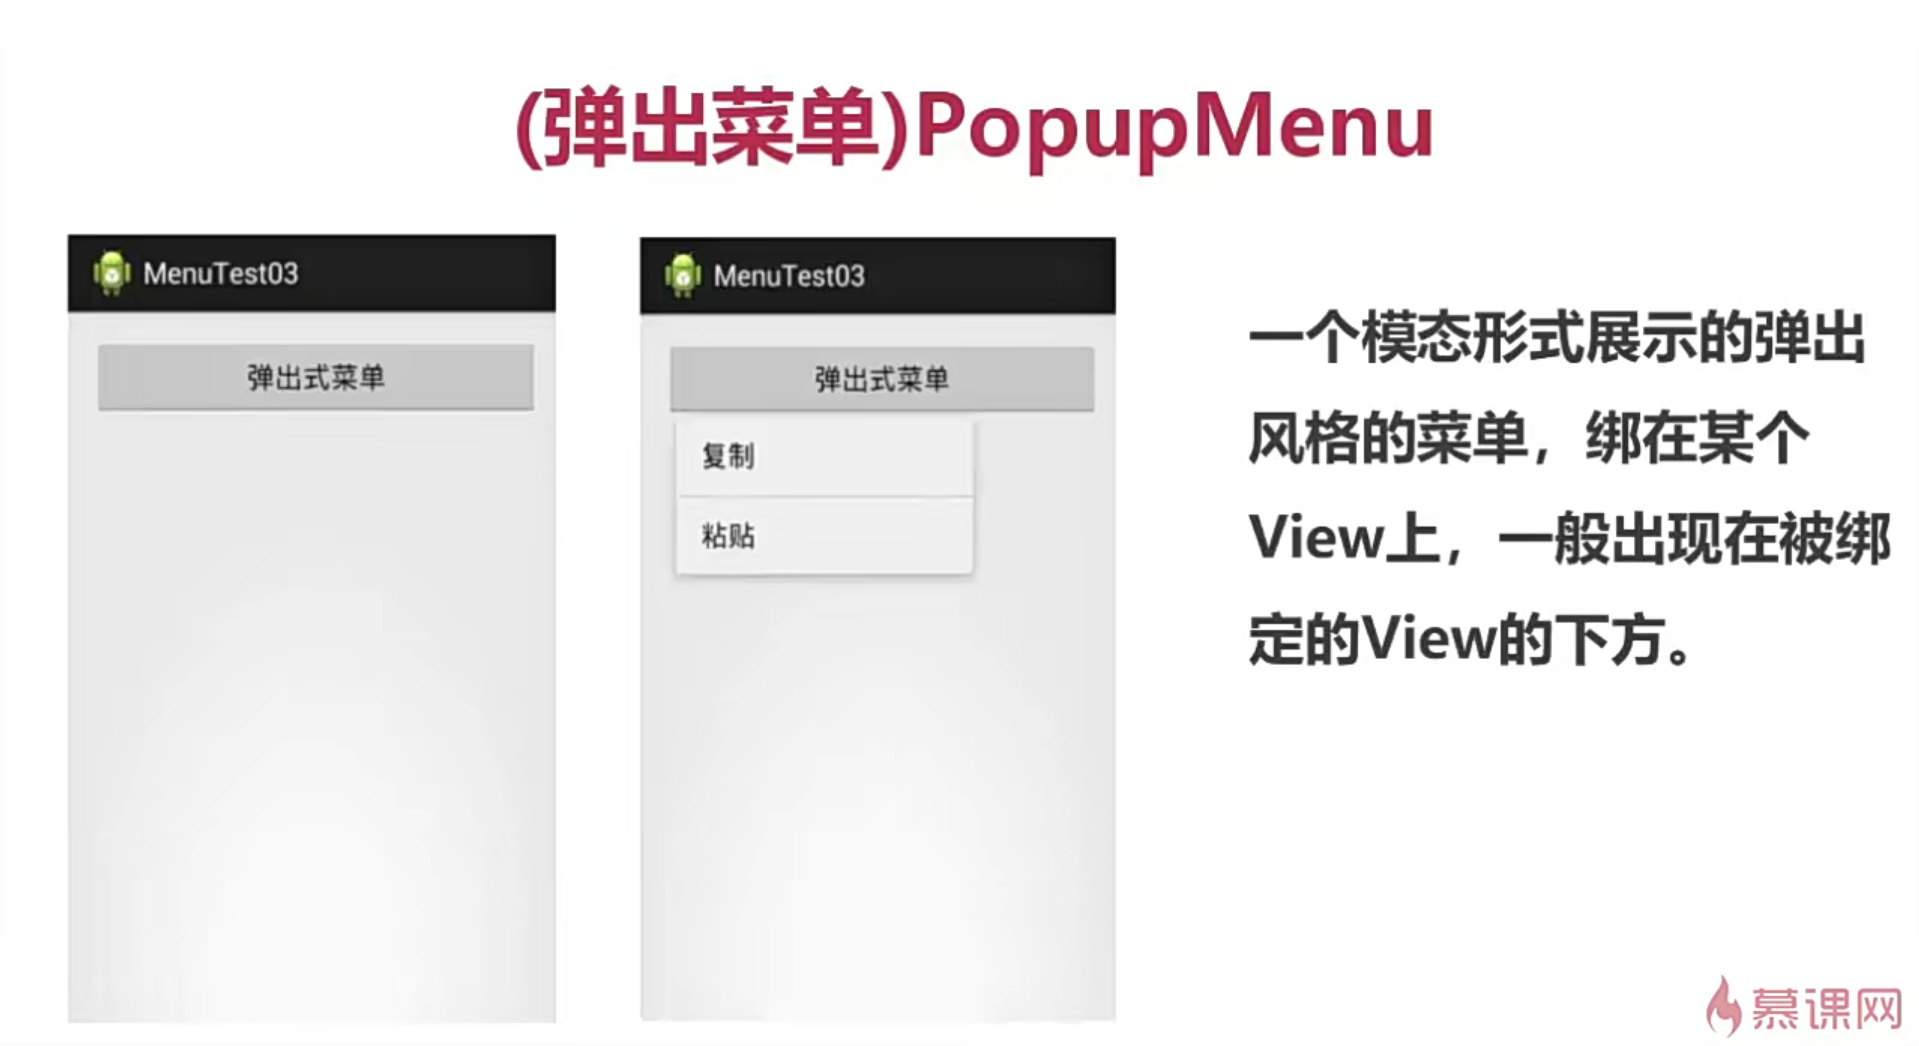 (弹出菜单)PopupMenu
MenuTest03
弹出式菜单
MenuTest03
弹出式菜单
复制
粘贴
一个模态形式展示的弹出
风格的菜单，绑在某个
View上，一般出现在被绑
定的View的下方。
慕课网